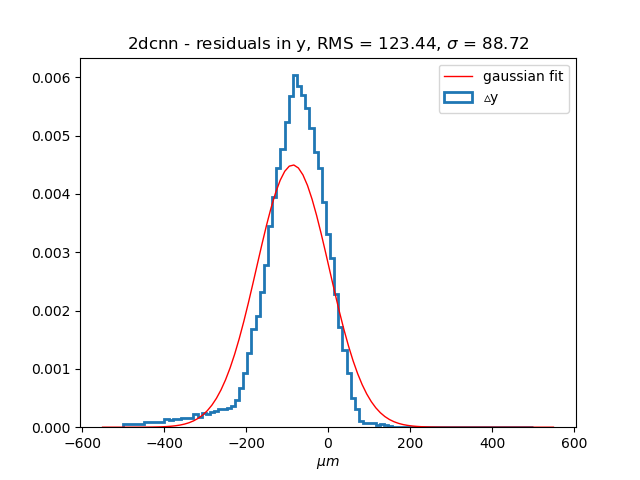 2dcnn - residuals in y, RMS = 123.44, σ = 88.72
gaussian fit
▵y
0.006
0.005
0.004
0.003
0.002
0.001
0.000
−600 −400 −200 0 200 400 600
μm